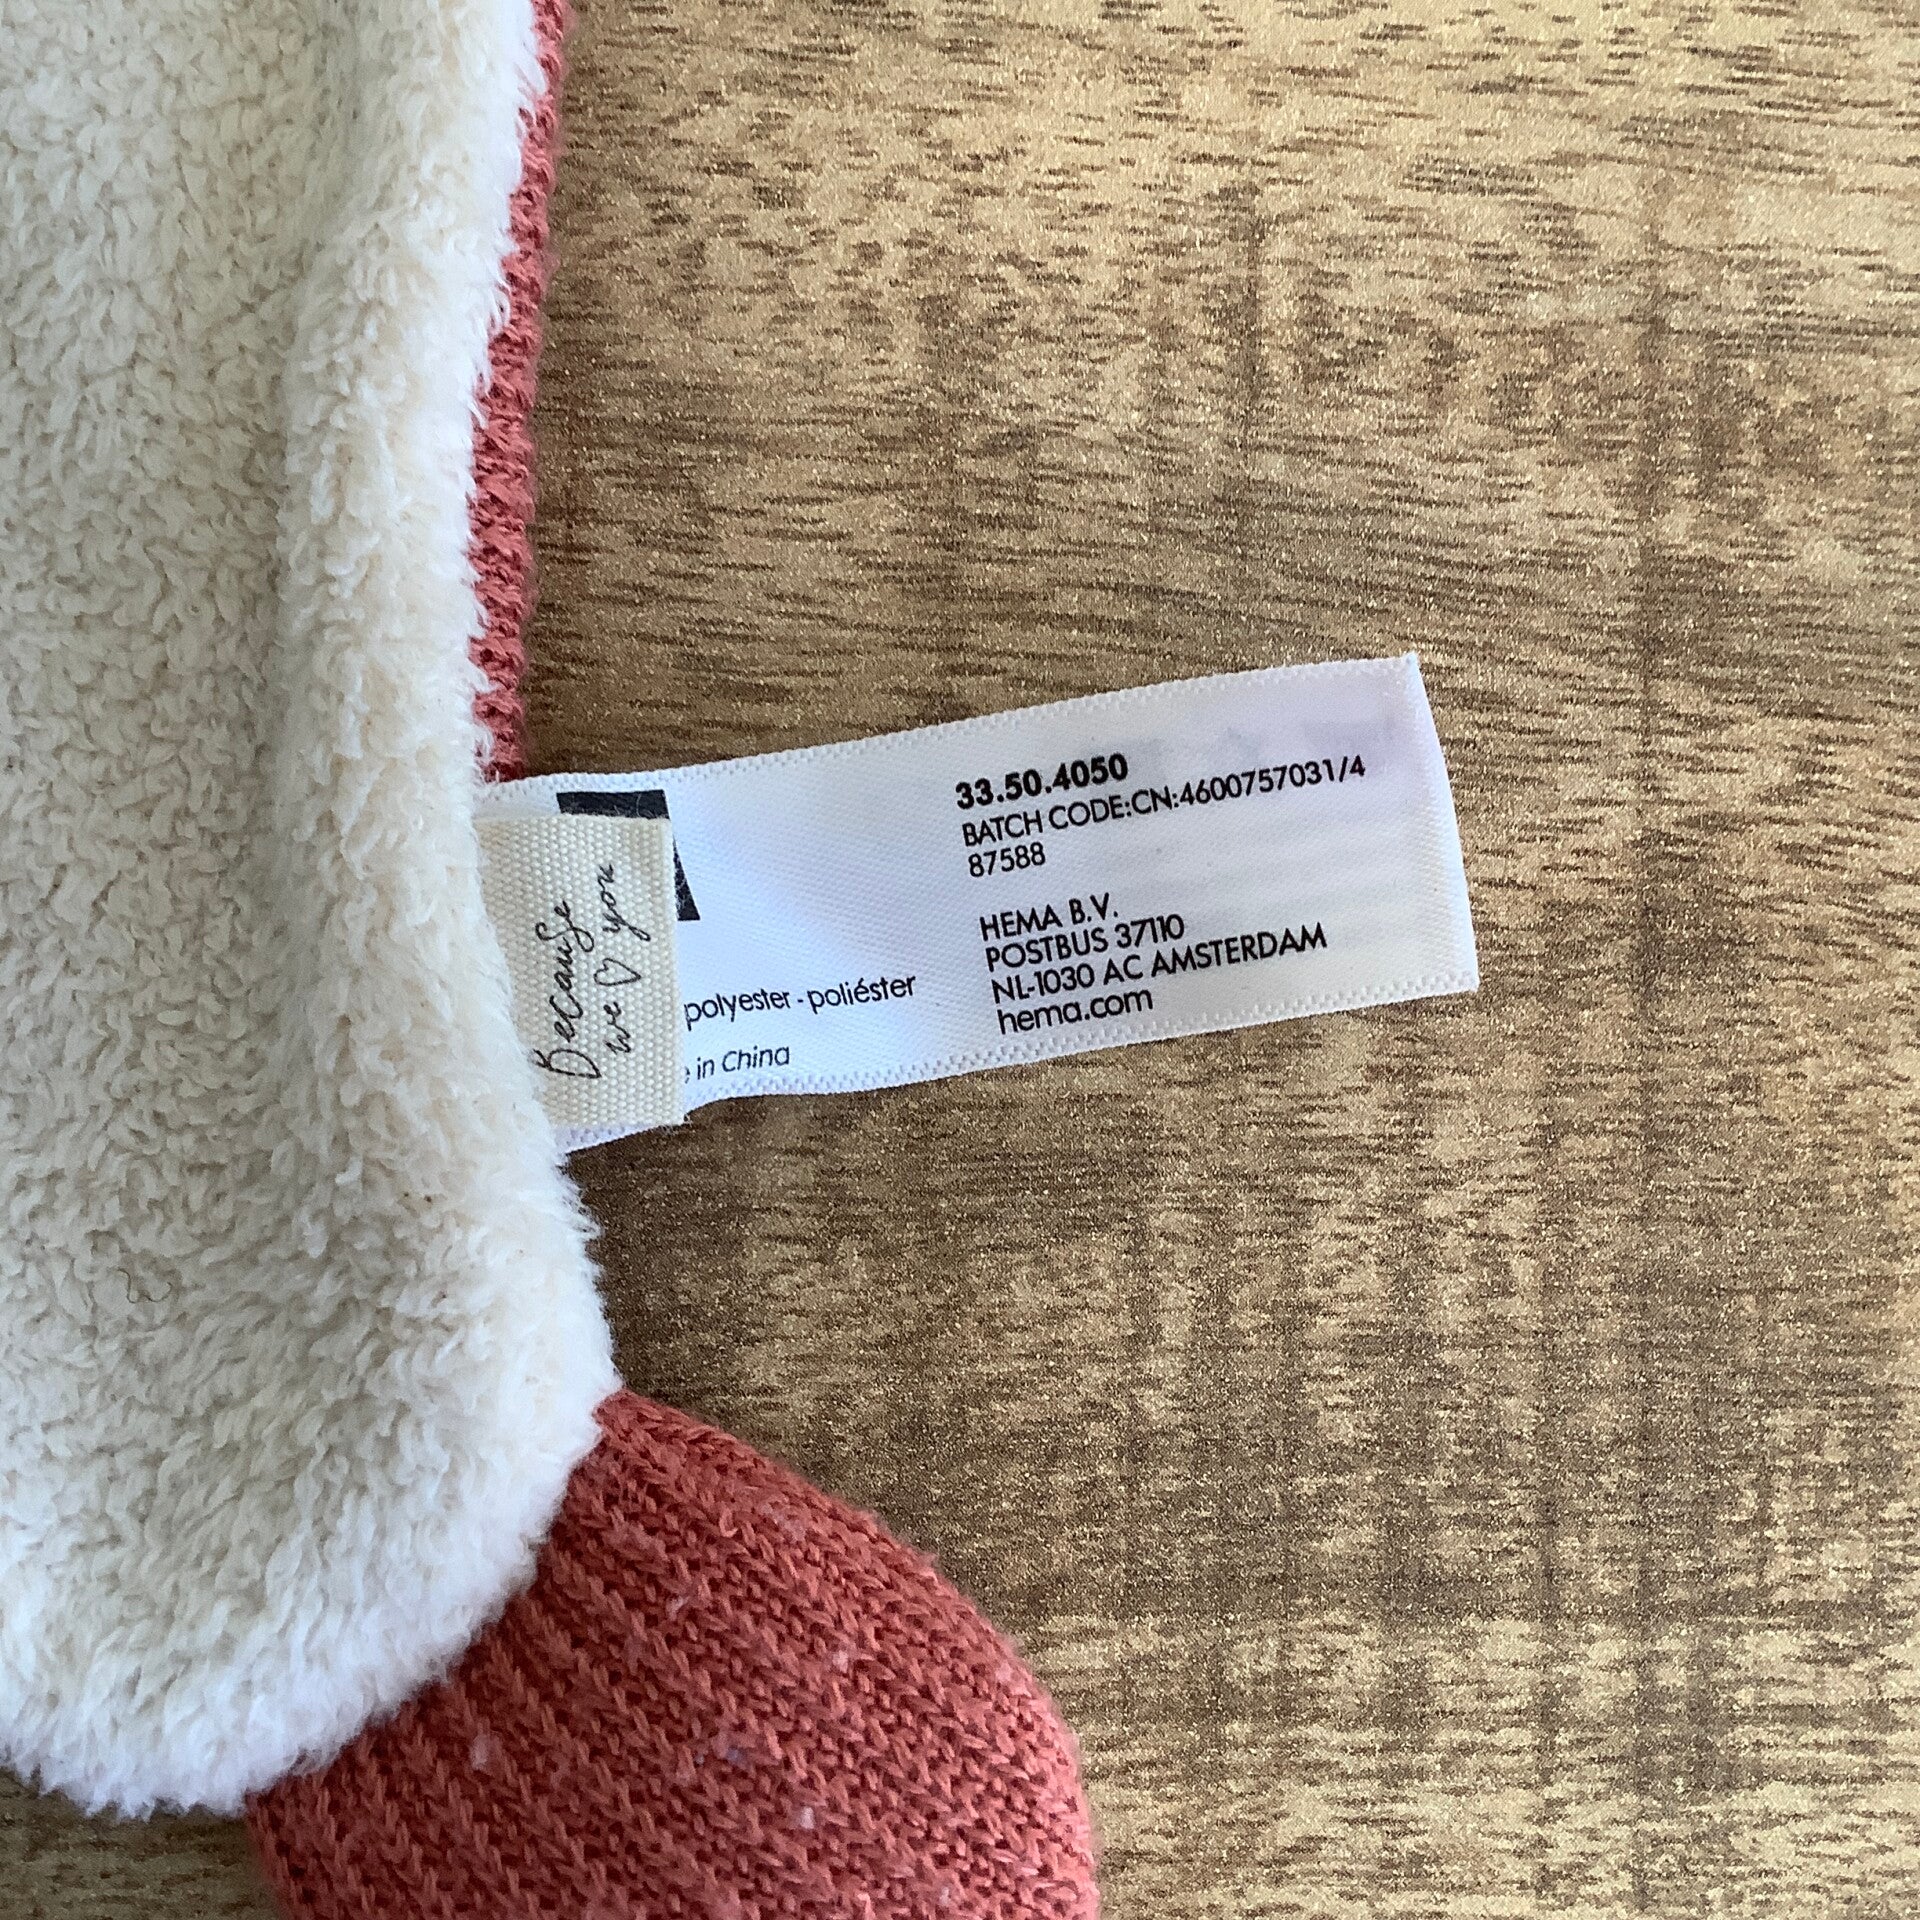 Because
we ♡ you
polyester - poliéster
in China
33.50.4050
BATCH CODE:CN:4600757031/4
87588
HEMA B.V.
POSTBUS 37110
NL-1030 AC AMSTERDAM
hema.com